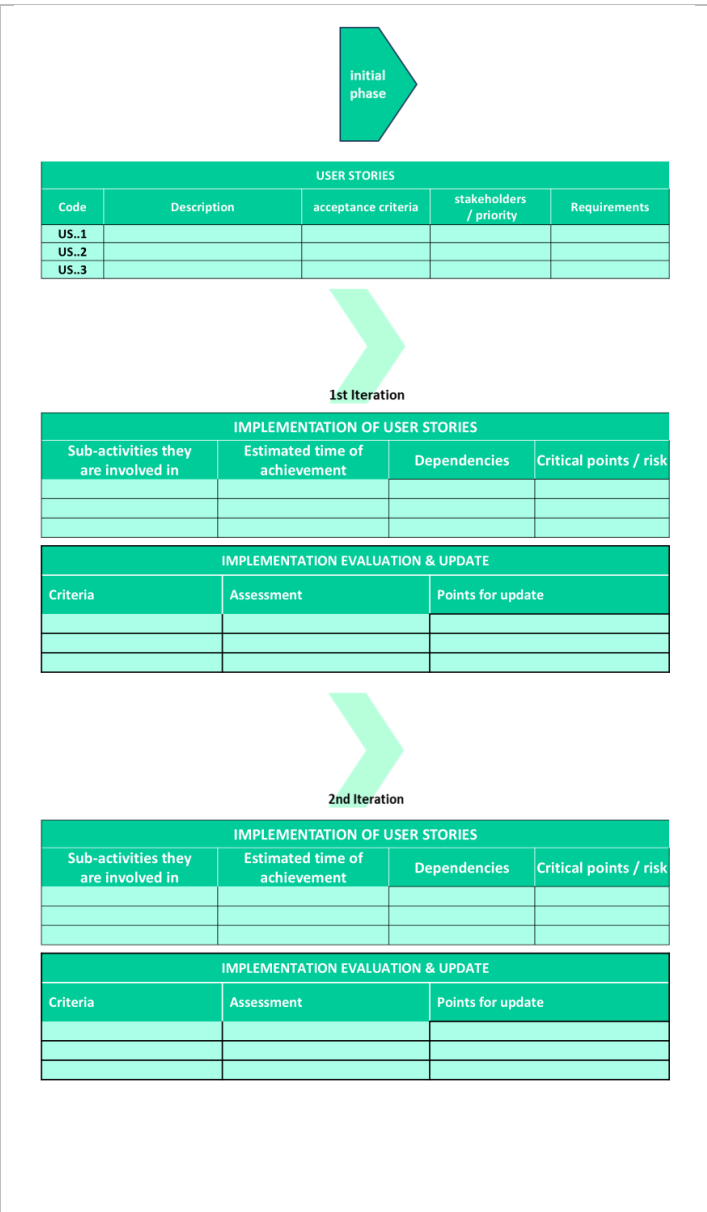 initial
phase
USER STORIES
Code Description acceptance criteria stakeholders / priority Requirements
US..1
US..2
US..3
1st Iteration
IMPLEMENTATION OF USER STORIES
Sub-activities they are involved in Estimated time of achievement Dependencies Critical points / risk
IMPLEMENTATION EVALUATION & UPDATE
Criteria Assessment Points for update
2nd Iteration
IMPLEMENTATION OF USER STORIES
Sub-activities they are involved in Estimated time of achievement Dependencies Critical points / risk
IMPLEMENTATION EVALUATION & UPDATE
Criteria Assessment Points for update